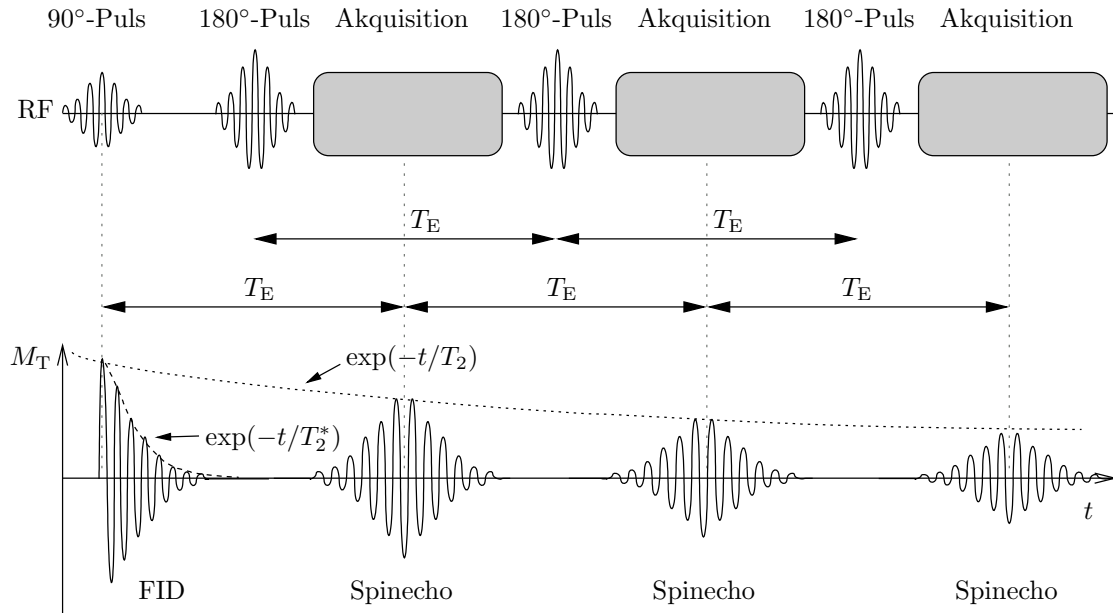 90°-Puls 180°-Puls Akquisition 180°-Puls Akquisition 180°-Puls Akquisition
RF
T_E T_E
T_E T_E T_E
M_T
exp(−t/T_2)
exp(−t/T_2^*)
t
FID Spinecho Spinecho Spinecho